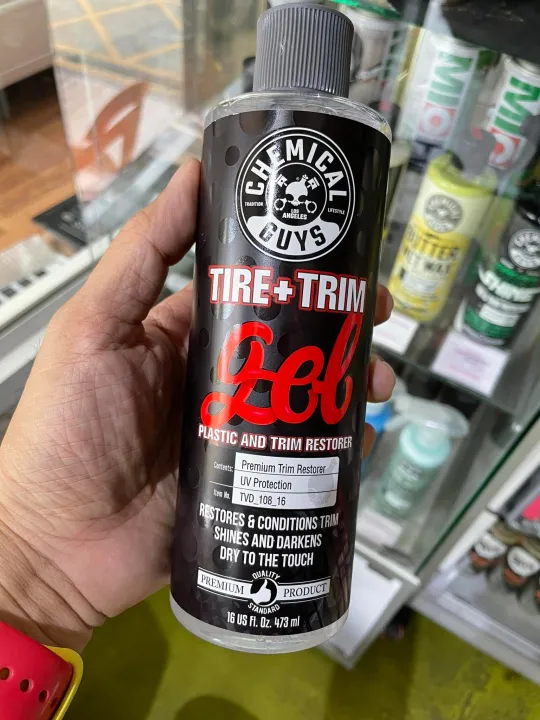 CHEMICAL
TRADITION
LOS
ANGELES
LIFESTYLE
GUYS
TIRE+TRIM
Gel
PLASTIC AND TRIM RESTORER
Contents: Premium Trim Restorer
UV Protection
Item No. TVD_108_16
RESTORES & CONDITIONS TRIM
SHINES AND DARKENS
DRY TO THE TOUCH
QUALITY
PREMIUM PRODUCT
STANDARD
16 US Fl. Oz. 473 ml